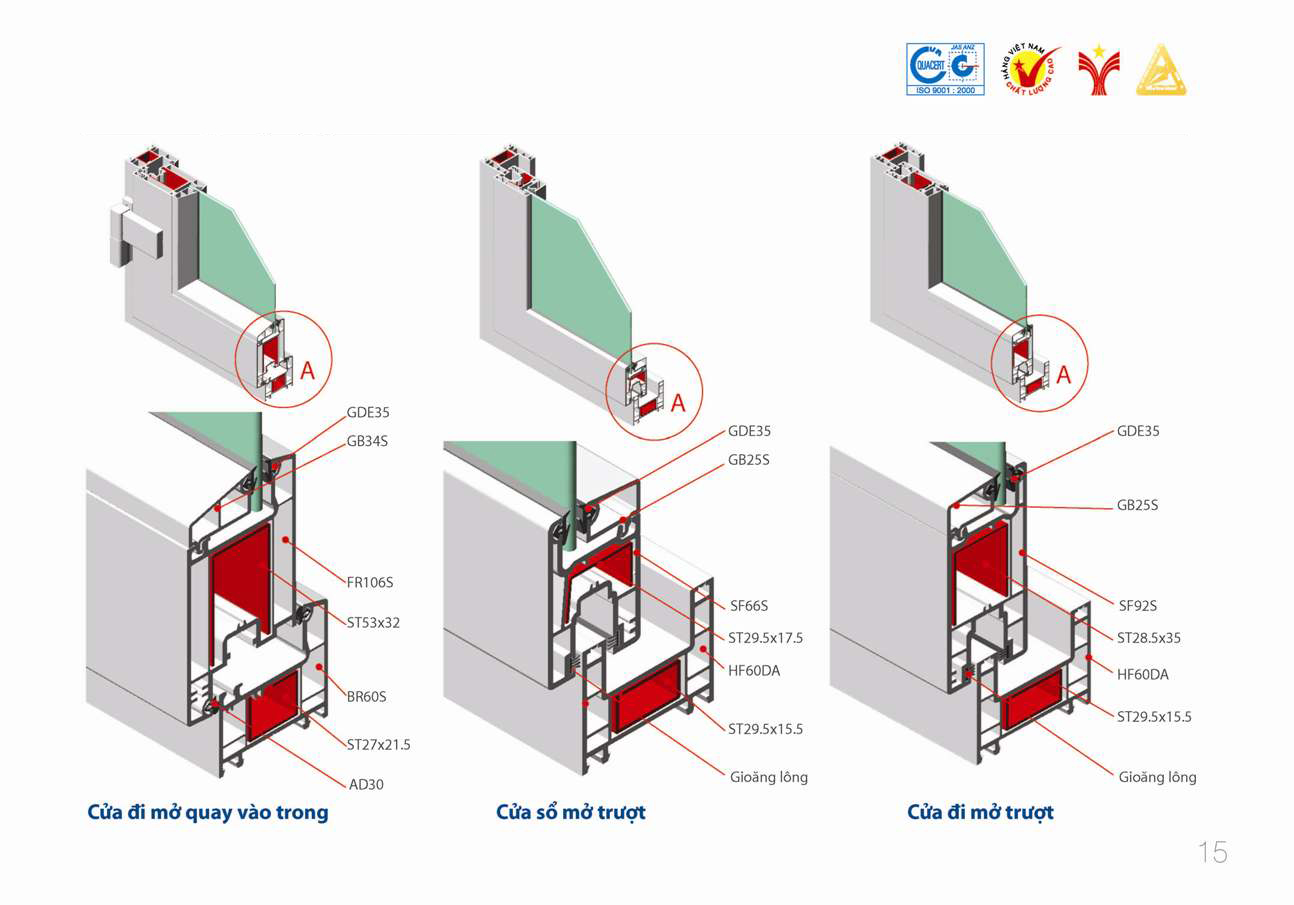 JAS ANZ
QUACERT
ISO 9001 : 2000
HÀNG VIỆT NAM
CHẤT LƯỢNG CAO
A
A
A
GDE35
GB34S
FR106S
ST53x32
BR60S
ST27x21.5
AD30
Cửa đi mở quay vào trong
GDE35
GB25S
SF66S
ST29.5x17.5
HF60DA
ST29.5x15.5
Gioăng lông
Cửa sổ mở trượt
GDE35
GB25S
SF92S
ST28.5x35
HF60DA
ST29.5x15.5
Gioăng lông
Cửa đi mở trượt
15